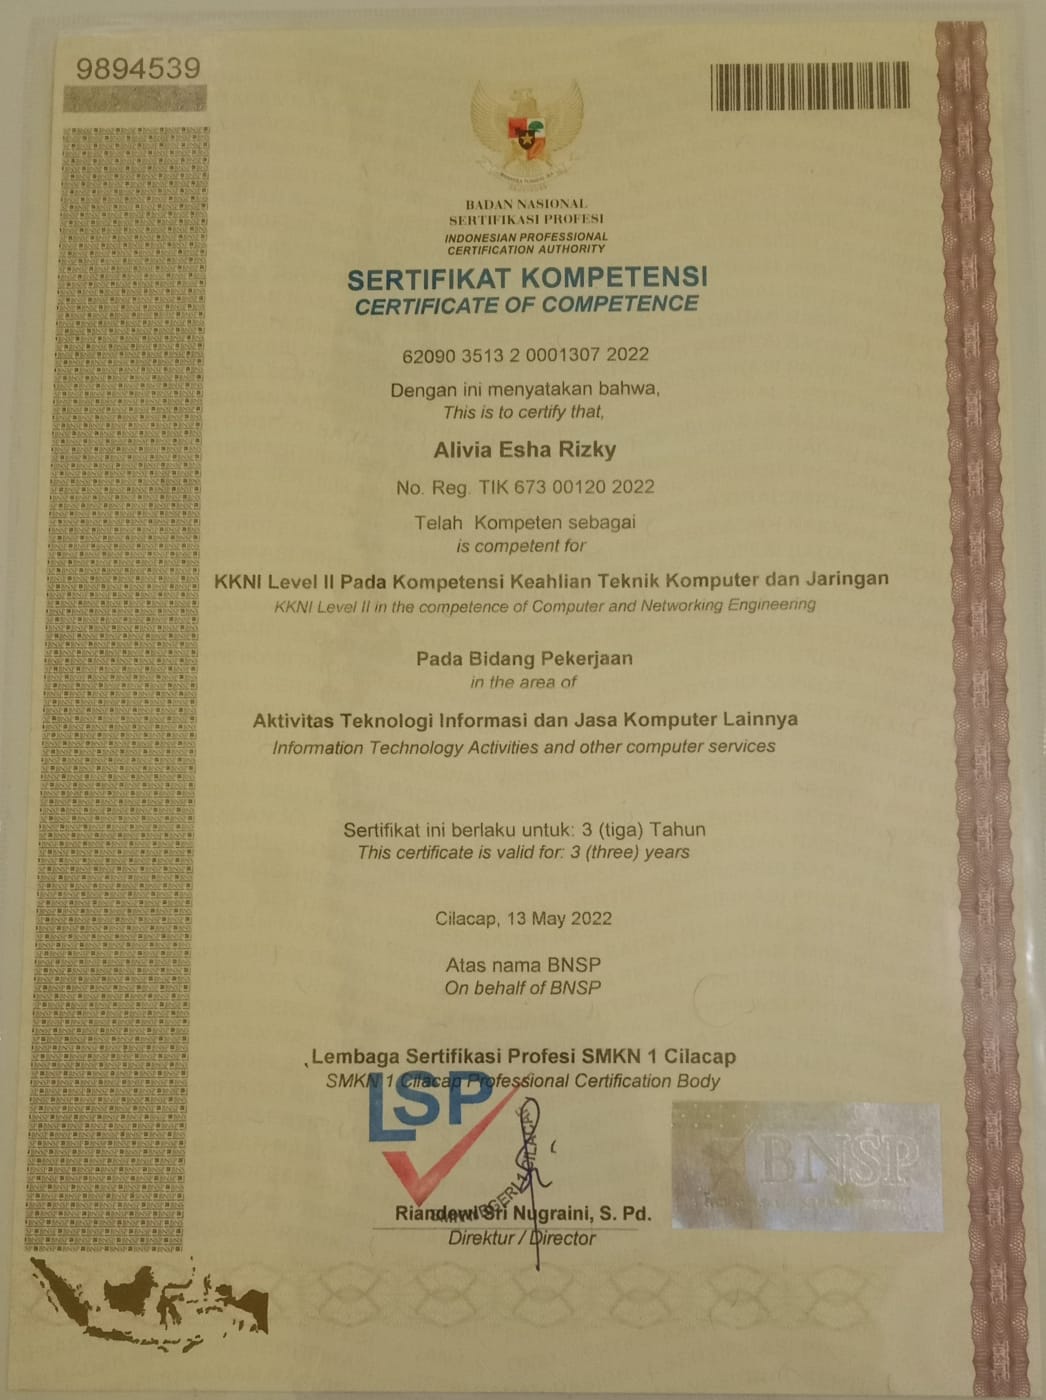 9894539
BADAN NASIONAL
SERTIFIKASI PROFESI
INDONESIAN PROFESSIONAL
CERTIFICATION AUTHORITY
SERTIFIKAT KOMPETENSI
CERTIFICATE OF COMPETENCE
62090 3513 2 0001307 2022
Dengan ini menyatakan bahwa,
This is to certify that,
Alivia Esha Rizky
No. Reg. TIK 673 00120 2022
Telah Kompeten sebagai
is competent for
KKNI Level II Pada Kompetensi Keahlian Teknik Komputer dan Jaringan
KKNI Level II in the competence of Computer and Networking Engineering
Pada Bidang Pekerjaan
in the area of
Aktivitas Teknologi Informasi dan Jasa Komputer Lainnya
Information Technology Activities and other computer services
Sertifikat ini berlaku untuk: 3 (tiga) Tahun
This certificate is valid for: 3 (three) years
Cilacap, 13 May 2022
Atas nama BNSP
On behalf of BNSP
Lembaga Sertifikasi Profesi SMKN 1 Cilacap
SMKN 1 Cilacap Professional Certification Body
LSP
BNSP
Riandewi Sri Nugraini, S. Pd.
Direktur / Director